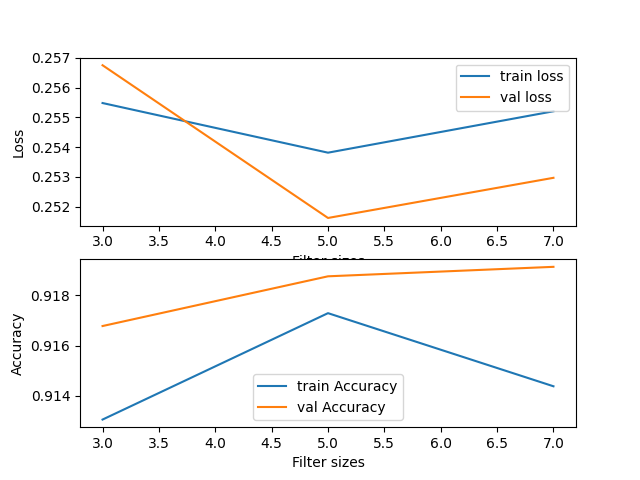 0.257
0.256
0.255
0.254
0.253
0.252
Loss
train loss
val loss
3.0 3.5 4.0 4.5 5.0 5.5 6.0 6.5 7.0
Filter sizes
0.918
0.916
0.914
Accuracy
train Accuracy
val Accuracy
3.0 3.5 4.0 4.5 5.0 5.5 6.0 6.5 7.0
Filter sizes